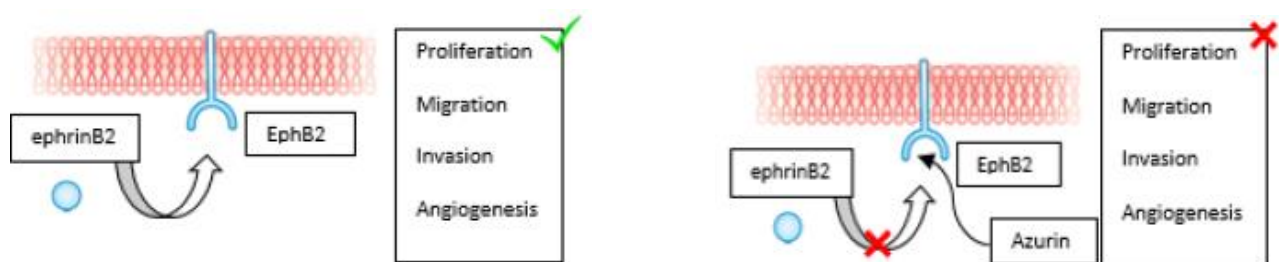 ephrinB2
EphB2
Proliferation
Migration
Invasion
Angiogenesis
ephrinB2
EphB2
Azurin
Proliferation
Migration
Invasion
Angiogenesis